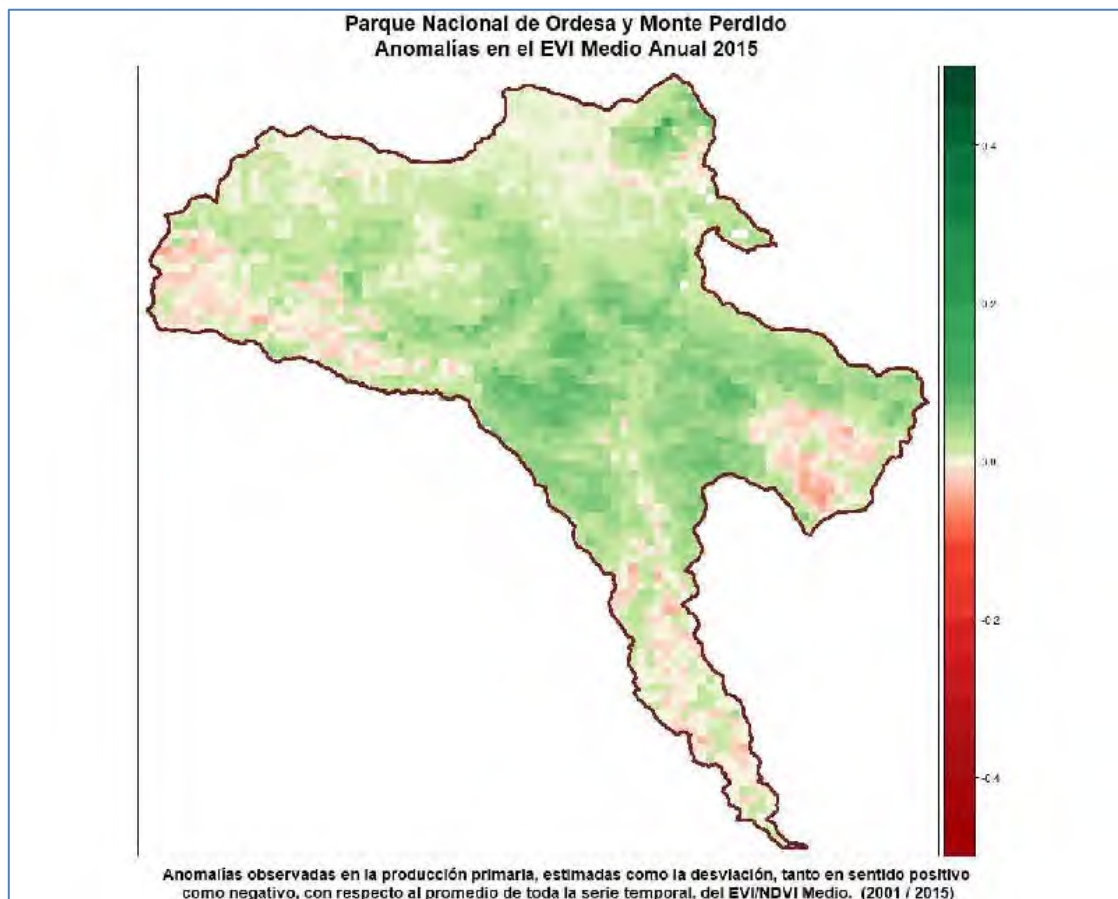 Parque Nacional de Ordesa y Monte Perdido
Anomalías en el EVI Medio Anual 2015
0.4
0.2
0.0
-0.2
-0.4
Anomalías observadas en la producción primaria, estimadas como la desviación, tanto en sentido positivo
como negativo, con respecto al promedio de toda la serie temporal, del EVI/NDVI Medio. (2001 / 2015)